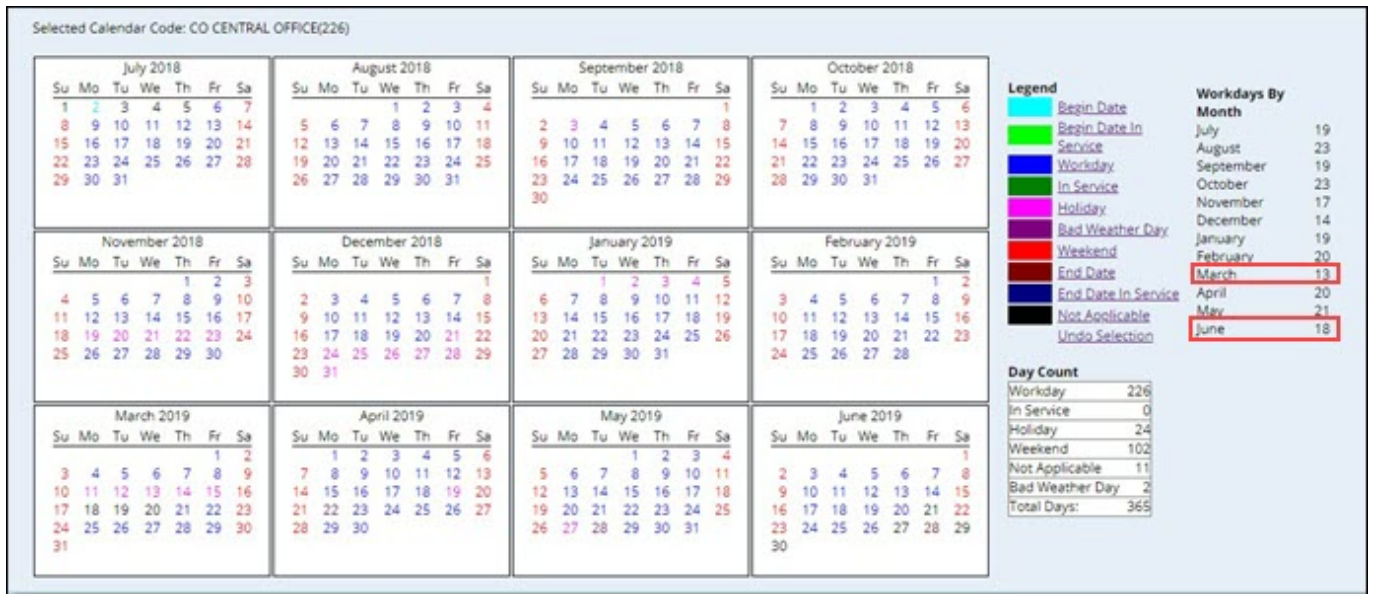 Selected Calendar Code: CO CENTRAL OFFICE(226)
July 2018
Su Mo Tu We Th Fr Sa
1 2 3 4 5 6 7
8 9 10 11 12 13 14
15 16 17 18 19 20 21
22 23 24 25 26 27 28
29 30 31
August 2018
Su Mo Tu We Th Fr Sa
1 2 3 4
5 6 7 8 9 10 11
12 13 14 15 16 17 18
19 20 21 22 23 24 25
26 27 28 29 30 31
September 2018
Su Mo Tu We Th Fr Sa
1
2 3 4 5 6 7 8
9 10 11 12 13 14 15
16 17 18 19 20 21 22
23 24 25 26 27 28 29
30
October 2018
Su Mo Tu We Th Fr Sa
1 2 3 4 5 6
7 8 9 10 11 12 13
14 15 16 17 18 19 20
21 22 23 24 25 26 27
28 29 30 31
November 2018
Su Mo Tu We Th Fr Sa
1 2 3
4 5 6 7 8 9 10
11 12 13 14 15 16 17
18 19 20 21 22 23 24
25 26 27 28 29 30
December 2018
Su Mo Tu We Th Fr Sa
1
2 3 4 5 6 7 8
9 10 11 12 13 14 15
16 17 18 19 20 21 22
23 24 25 26 27 28 29
30 31
January 2019
Su Mo Tu We Th Fr Sa
1 2 3 4 5
6 7 8 9 10 11 12
13 14 15 16 17 18 19
20 21 22 23 24 25 26
27 28 29 30 31
February 2019
Su Mo Tu We Th Fr Sa
1 2
3 4 5 6 7 8 9
10 11 12 13 14 15 16
17 18 19 20 21 22 23
24 25 26 27 28
March 2019
Su Mo Tu We Th Fr Sa
1 2
3 4 5 6 7 8 9
10 11 12 13 14 15 16
17 18 19 20 21 22 23
24 25 26 27 28 29 30
31
April 2019
Su Mo Tu We Th Fr Sa
1 2 3 4 5 6
7 8 9 10 11 12 13
14 15 16 17 18 19 20
21 22 23 24 25 26 27
28 29 30
May 2019
Su Mo Tu We Th Fr Sa
1 2 3 4
5 6 7 8 9 10 11
12 13 14 15 16 17 18
19 20 21 22 23 24 25
26 27 28 29 30 31
June 2019
Su Mo Tu We Th Fr Sa
1
2 3 4 5 6 7 8
9 10 11 12 13 14 15
16 17 18 19 20 21 22
23 24 25 26 27 28 29
30
Legend
Begin Date
Begin Date In
Service
Workday
In Service
Holiday
Bad Weather Day
Weekend
End Date
End Date In Service
Not Applicable
Undo Selection
Workdays By
Month
July 19
August 23
September 19
October 23
November 17
December 14
January 19
February 20
March 13
April 20
May 21
June 18
Day Count
Workday 226
In Service 0
Holiday 24
Weekend 102
Not Applicable 11
Bad Weather Day 2
Total Days: 365